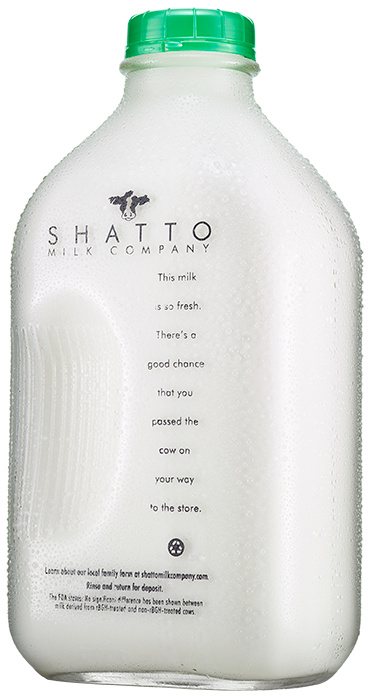 SHATTO
MILK COMPANY
This milk
is so fresh.
There's a
good chance
that you
passed the
cow on
your way
to the store.
Learn about our local family farm at shattomilkcompany.com.
Rinse and return for deposit.
The FDA states: No significant difference has been shown between
milk derived from rBGH-treated and non-rBGH-treated cows.